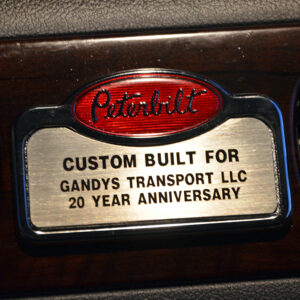 Peterbilt
CUSTOM BUILT FOR
GANDYS TRANSPORT LLC
20 YEAR ANNIVERSARY